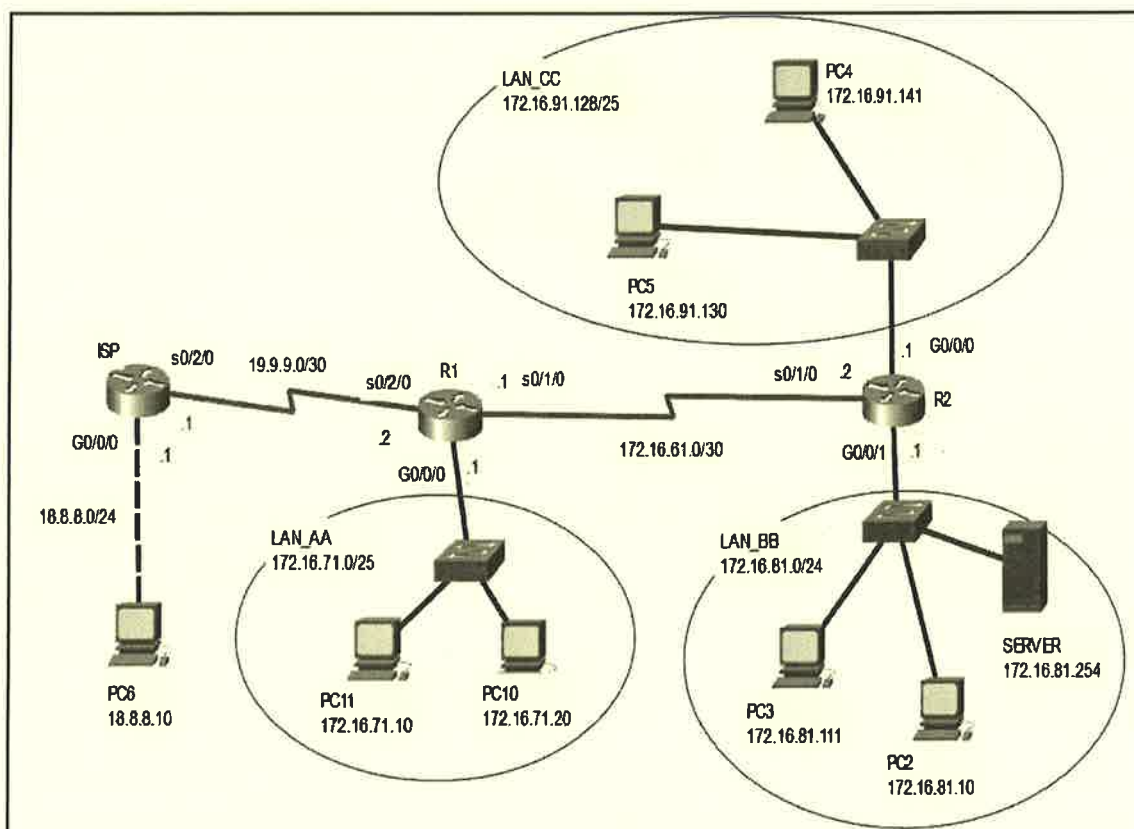 LAN_CC
172.16.91.128/25
PC4
172.16.91.141
PC5
172.16.91.130
ISP
s0/2/0
19.9.9.0/30
s0/2/0
R1
.1
s0/1/0
s0/1/0
.2
.1
G0/0/0
R2
G0/0/0
.1
.1
.2
G0/0/0
.1
172.16.61.0/30
G0/0/1
.1
18.8.8.0/24
LAN_AA
172.16.71.0/25
LAN_BB
172.16.81.0/24
PC6
18.8.8.10
PC11
172.16.71.10
PC10
172.16.71.20
PC3
172.16.81.111
PC2
172.16.81.10
SERVER
172.16.81.254